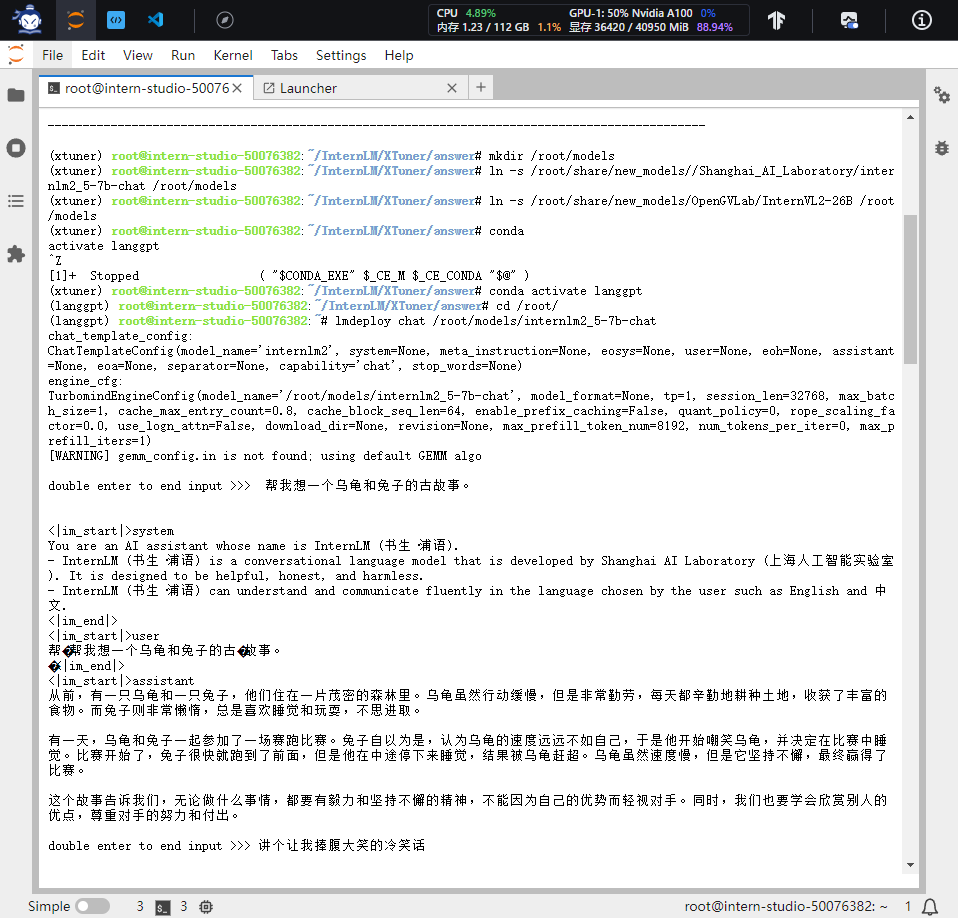 CPU 4.89% GPU-1: 50% Nvidia A100 0%
内存 1.23 / 112 GB 1.1% 显存 36420 / 40950 MiB 88.94%
File Edit View Run Kernel Tabs Settings Help
root@intern-studio-50076 Launcher
----------------------------------------------------------------------------------------------
(xtuner) root@intern-studio-50076382:~/InternLM/XTuner/answer# mkdir /root/models
(xtuner) root@intern-studio-50076382:~/InternLM/XTuner/answer# ln -s /root/share/new_models//Shanghai_AI_Laboratory/inter
nlm2_5-7b-chat /root/models
(xtuner) root@intern-studio-50076382:~/InternLM/XTuner/answer# ln -s /root/share/new_models/OpenGVLab/InternVL2-26B /root
/models
(xtuner) root@intern-studio-50076382:~/InternLM/XTuner/answer# conda
activate langgpt
^Z
[1]+  Stopped                 ( "$CONDA_EXE" $_CE_M $_CE_CONDA "$@" )
(xtuner) root@intern-studio-50076382:~/InternLM/XTuner/answer# conda activate langgpt
(langgpt) root@intern-studio-50076382:~/InternLM/XTuner/answer# cd /root/
(langgpt) root@intern-studio-50076382:~# lmdeploy chat /root/models/internlm2_5-7b-chat
chat_template_config:
ChatTemplateConfig(model_name='internlm2', system=None, meta_instruction=None, eosys=None, user=None, eoh=None, assistant
=None, eoa=None, separator=None, capability='chat', stop_words=None)
engine_cfg:
TurbomindEngineConfig(model_name='/root/models/internlm2_5-7b-chat', model_format=None, tp=1, session_len=32768, max_batc
h_size=1, cache_max_entry_count=0.8, cache_block_seq_len=64, enable_prefix_caching=False, quant_policy=0, rope_scaling_fa
ctor=0.0, use_logn_attn=False, download_dir=None, revision=None, max_prefill_token_num=8192, num_tokens_per_iter=0, max_p
refill_iters=1)
[WARNING] gemm_config.in is not found; using default GEMM algo
double enter to end input >>>  帮我想一个乌龟和兔子的古故事。
<|im_start|>system
You are an AI assistant whose name is InternLM (书生·浦语).
- InternLM (书生·浦语) is a conversational language model that is developed by Shanghai AI Laboratory (上海人工智能实验室
). It is designed to be helpful, honest, and harmless.
- InternLM (书生·浦语) can understand and communicate fluently in the language chosen by the user such as English and 中
文.
<|im_end|>
<|im_start|>user
帮�帮我想一个乌龟和兔子的古�故事。
�<|im_end|>
<|im_start|>assistant
从前，有一只乌龟和一只兔子，他们住在一片茂密的森林里。乌龟虽然行动缓慢，但是非常勤劳，每天都辛勤地耕种土地，收获了丰富的
食物。而兔子则非常懒惰，总是喜欢睡觉和玩耍，不思进取。
有一天，乌龟和兔子一起参加了一场赛跑比赛。兔子自以为是，认为乌龟的速度远远不如自己，于是他开始嘲笑乌龟，并决定在比赛中睡
觉。比赛开始了，兔子很快就跑到了前面，但是他在中途停下来睡觉，结果被乌龟赶超。乌龟虽然速度慢，但是它坚持不懈，最终赢得了
比赛。
这个故事告诉我们，无论做什么事情，都要有毅力和坚持不懈的精神，不能因为自己的优势而轻视对手。同时，我们也要学会欣赏别人的
优点，尊重对手的努力和付出。
double enter to end input >>> 讲个让我捧腹大笑的冷笑话
Simple 3 3 root@intern-studio-50076382: ~ 1